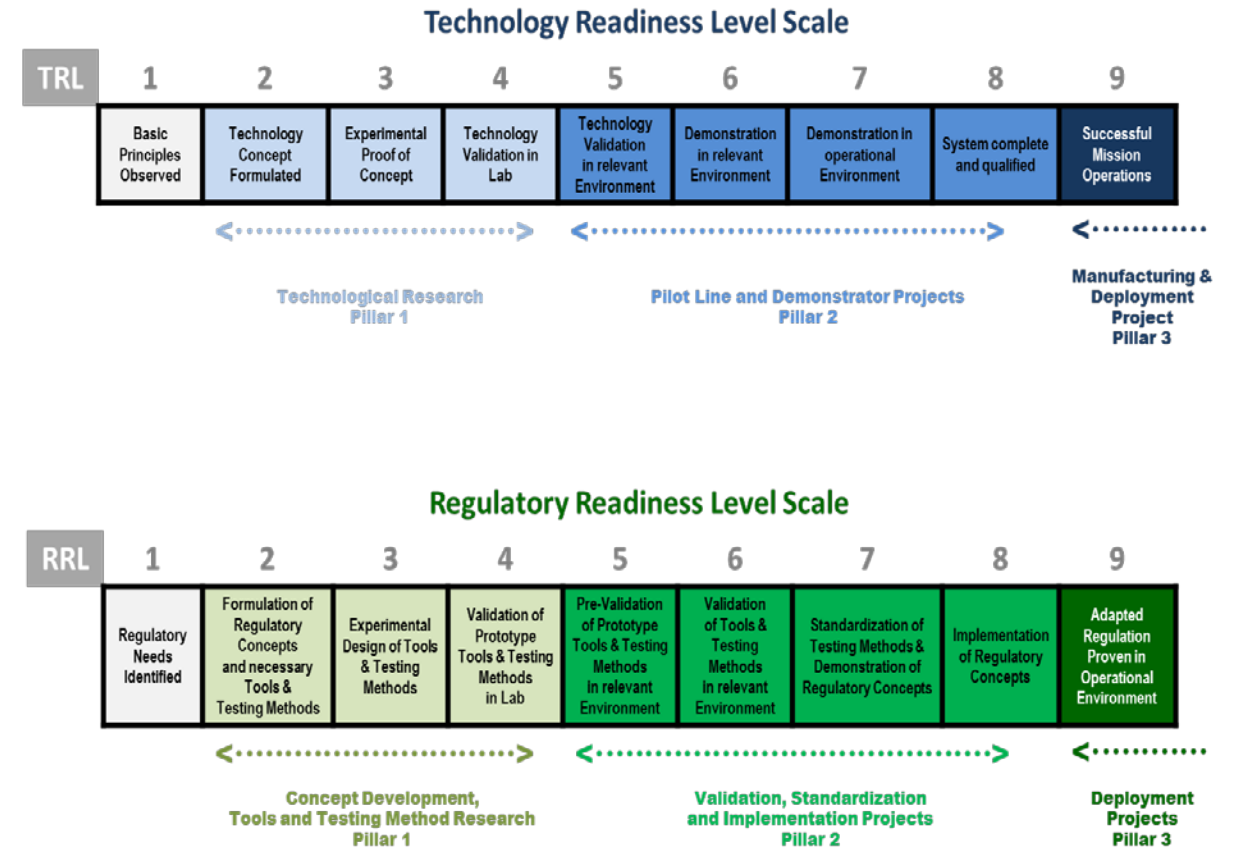 Technology Readiness Level Scale
TRL 1 2 3 4 5 6 7 8 9
Basic
Principles
Observed
Technology
Concept
Formulated
Experimental
Proof of
Concept
Technology
Validation in
Lab
Technology
Validation
in relevant
Environment
Demonstration
in relevant
Environment
Demonstration in
operational
Environment
System complete
and qualified
Successful
Mission
Operations
Technological Research
Pillar 1
Pilot Line and Demonstrator Projects
Pillar 2
Manufacturing &
Deployment
Project
Pillar 3
Regulatory Readiness Level Scale
RRL 1 2 3 4 5 6 7 8 9
Regulatory
Needs
Identified
Formulation of
Regulatory
Concepts
and necessary
Tools &
Testing Methods
Experimental
Design of Tools
& Testing
Methods
Validation of
Prototype
Tools & Testing
Methods
in Lab
Pre-Validation
of Prototype
Tools & Testing
Methods
in relevant
Environment
Validation
of Tools &
Testing
Methods
in relevant
Environment
Standardization of
Testing Methods &
Demonstration of
Regulatory Concepts
Implementation
of Regulatory
Concepts
Adapted
Regulation
Proven in
Operational
Environment
Concept Development,
Tools and Testing Method Research
Pillar 1
Validation, Standardization
and Implementation Projects
Pillar 2
Deployment
Projects
Pillar 3